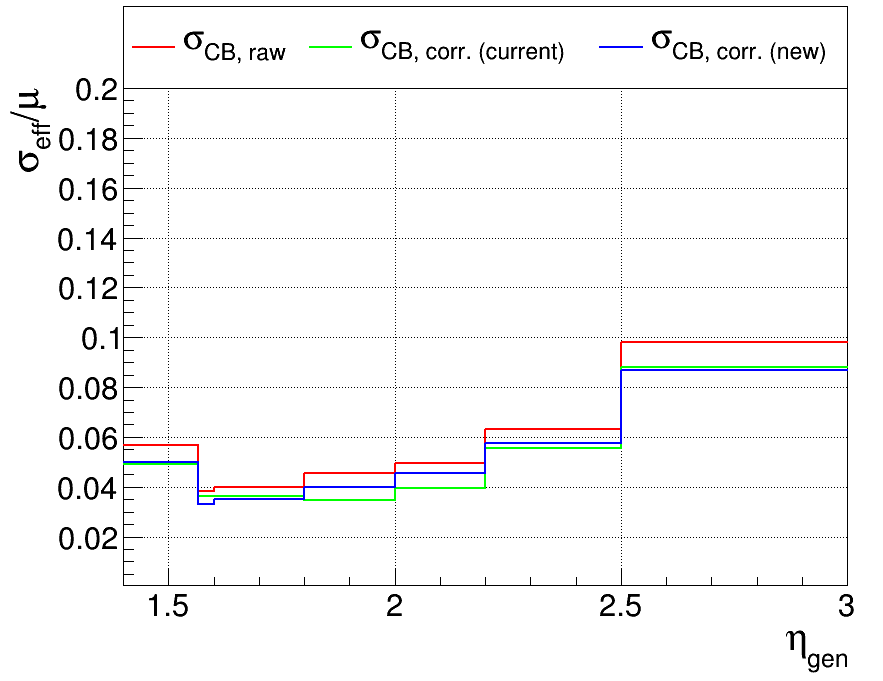 σCB, raw σCB, corr. (current) σCB, corr. (new)
σeff/μ
0.2
0.18
0.16
0.14
0.12
0.1
0.08
0.06
0.04
0.02
1.5 2 2.5 3
ηgen